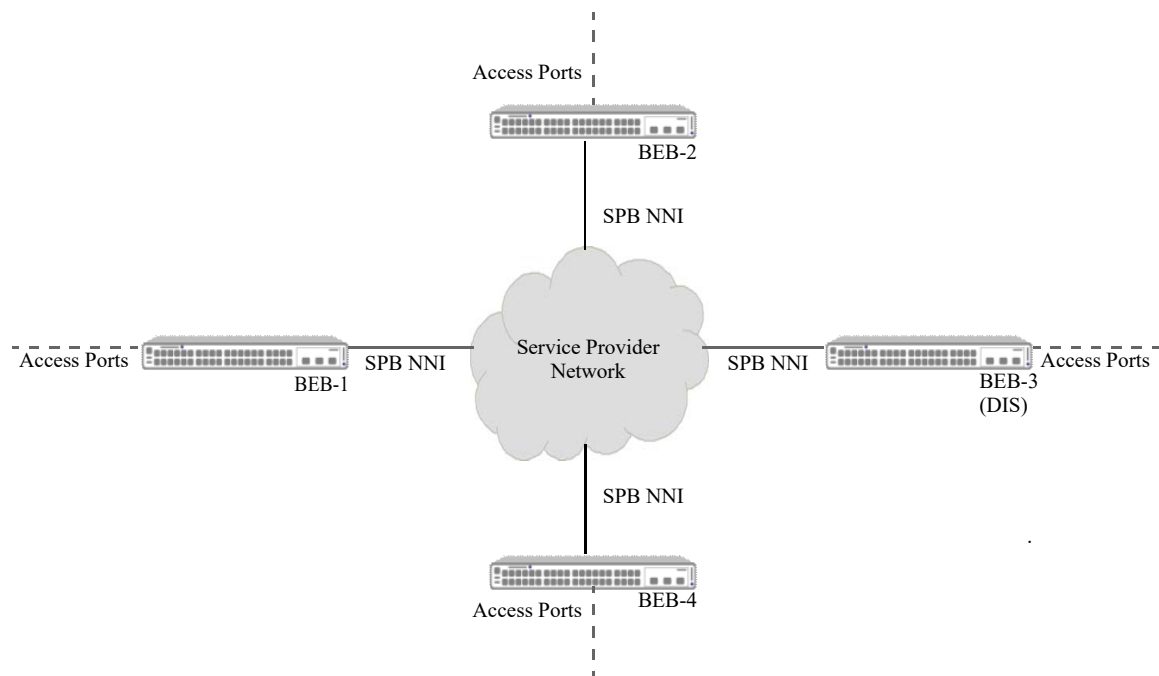 Access Ports
BEB-2
SPB NNI
Service Provider
Network
Access Ports
BEB-1
SPB NNI
SPB NNI
BEB-3
(DIS)
Access Ports
SPB NNI
.
BEB-4
Access Ports